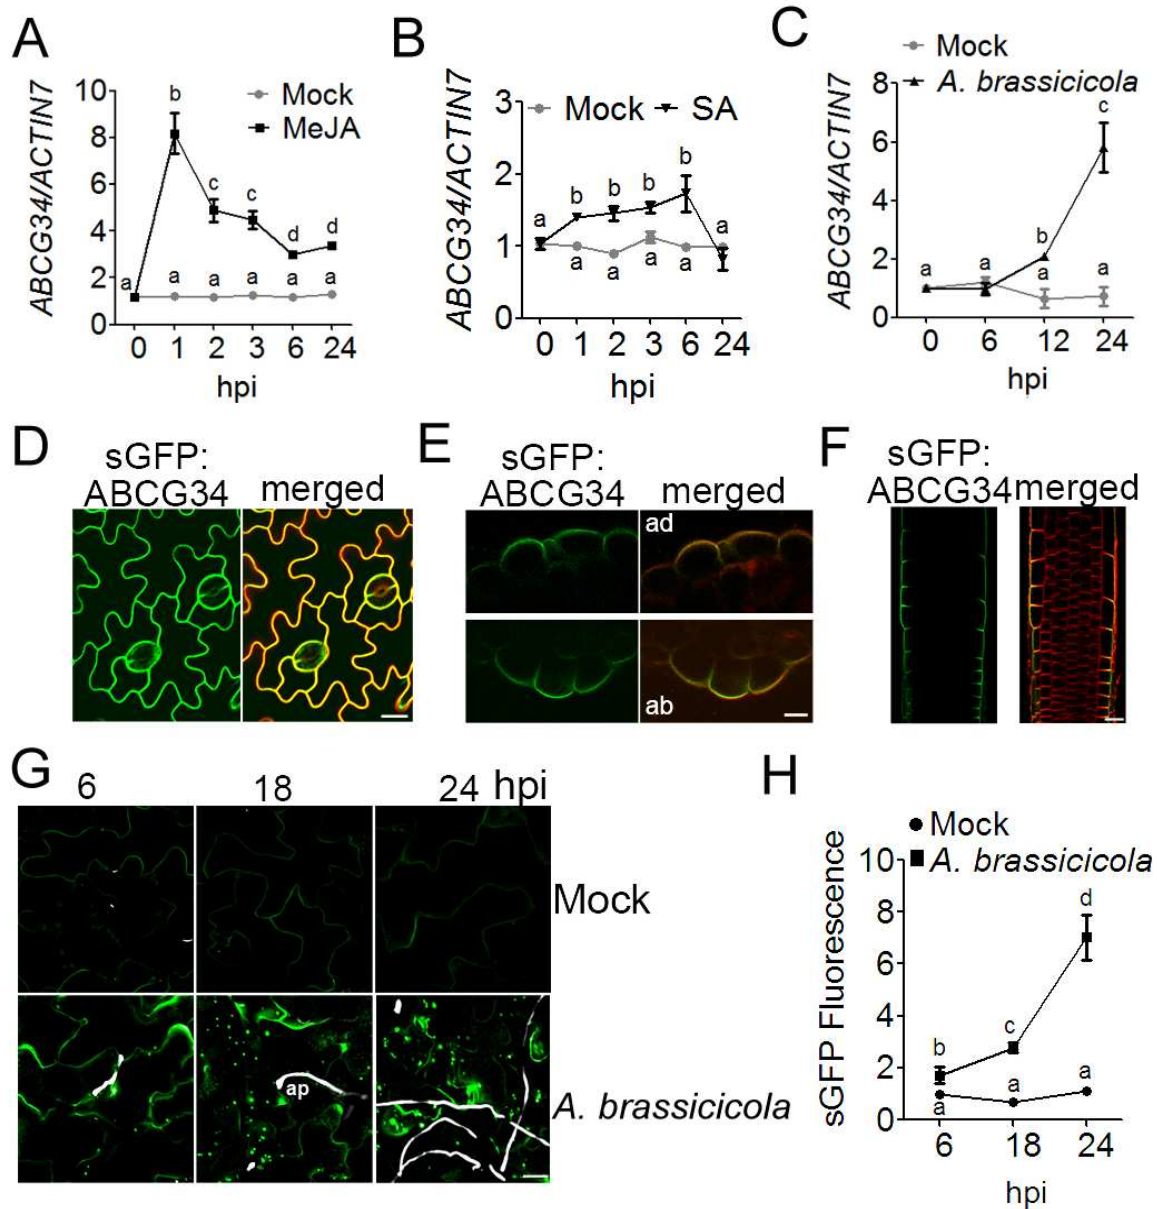 A
ABCG34/ACTIN7
10
8
6
4
2
0
Mock
MeJA
a
b
c
c
d
d
a
a
a
a
a
0 1 2 3 6 24
hpi
B
ABCG34/ACTIN7
3
2
1
0
Mock SA
a
b
b
b
b
a
a
a
a
a
0 1 2 3 6 24
hpi
C
Mock
A. brassicicola
ABCG34/ACTIN7
8
6
4
2
0
a
a
b
c
a
a
0 6 12 24
hpi
D
sGFP:
ABCG34 merged
E
sGFP:
ABCG34 merged
ad
ab
F
sGFP:
ABCG34 merged
G
6 18 24 hpi
Mock
ap
A. brassicicola
H
Mock
A. brassicicola
sGFP Fluorescence
10
8
6
4
2
0
b
c
d
a
a
a
6 18 24
hpi